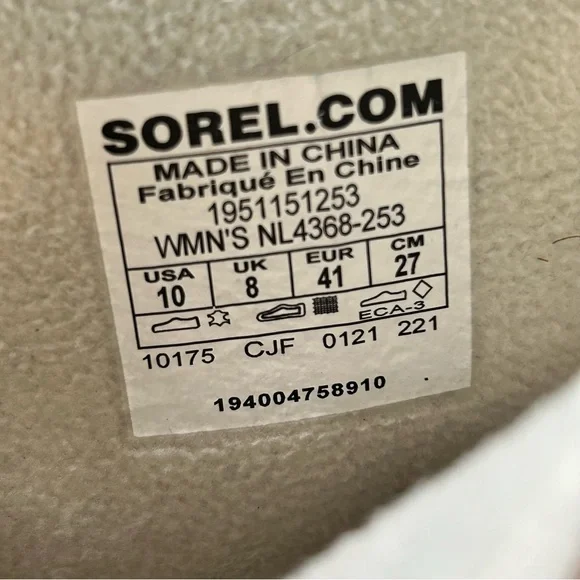 SOREL.COM
MADE IN CHINA
Fabriqué En Chine
1951151253
WMN'S NL4368-253
USA UK EUR CM
10 8 41 27
ECA-3
10175 CJF 0121 221
194004758910